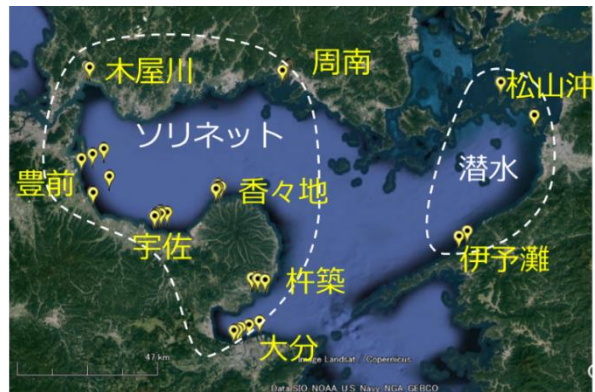 木屋川
周南
松山沖
ソリネット
潜水
豊前
香々地
宇佐
伊予灘
杵築
大分
47 km
Image Landsat / Copernicus
Data SIO, NOAA, U.S. Navy, NGA, GEBCO